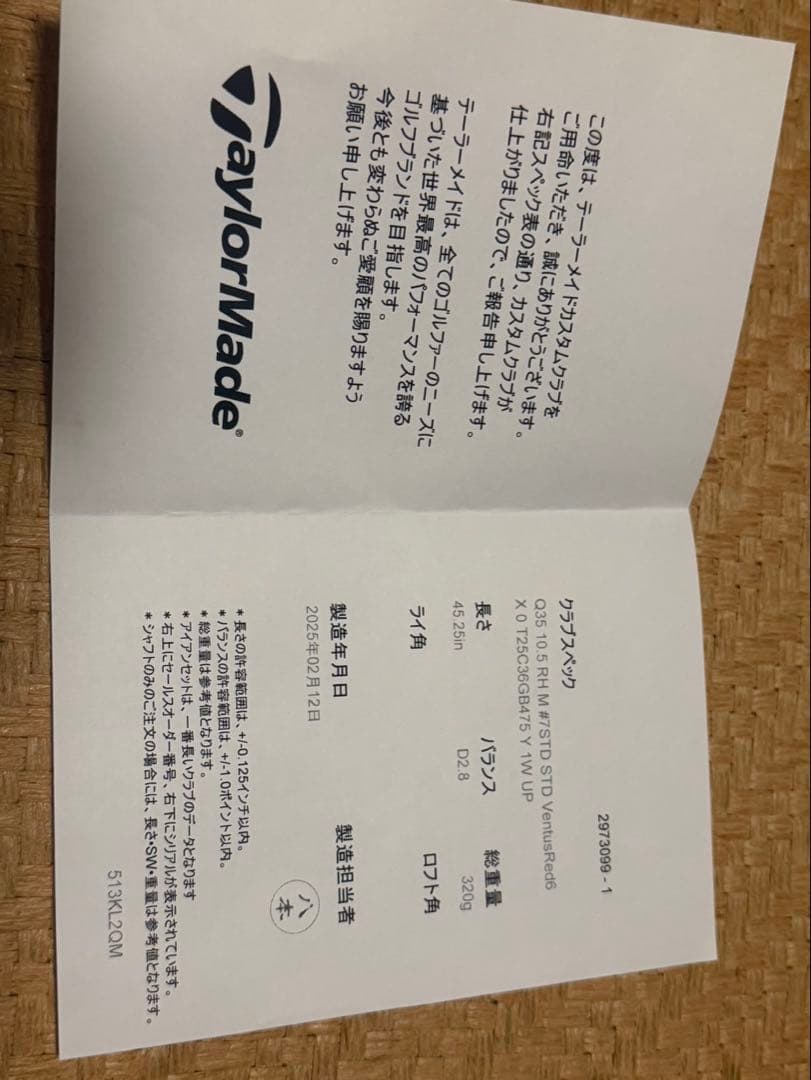 この度は、テーラーメイドカスタムクラブを
ご用命いただき、誠にありがとうございます。
右記スペック表の通り、カスタムクラブが
仕上がりましたので、ご報告申し上げます。
テーラーメイドは、全てのゴルファーのニーズに
基づいた世界最高のパフォーマンスを誇る
ゴルフブランドを目指します。
今後とも変わらぬご愛顧を賜りますよう
お願い申し上げます。
TaylorMade®
2973099 - 1
クラブスペック
Q35 10.5 RH M #7STD STD VentusRed6
X 0 T25C36GB475 Y 1W UP
長さ バランス 総重量
45.25in D2.8 320g
ライ角 ロフト角
製造年月日 製造担当者
2025年02月12日 八本
* 長さの許容範囲は、+/-0.125インチ以内。
* バランスの許容範囲は、+/-1.0ポイント以内。
* 総重量は参考値となります。
* アイアンセットは、一番長いクラブのデータとなります
* 右上にセールスオーダー番号、右下にシリアルが表示されています。
* シャフトのみのご注文の場合には、長さ・SW・重量は参考値となります。
513KL2QM